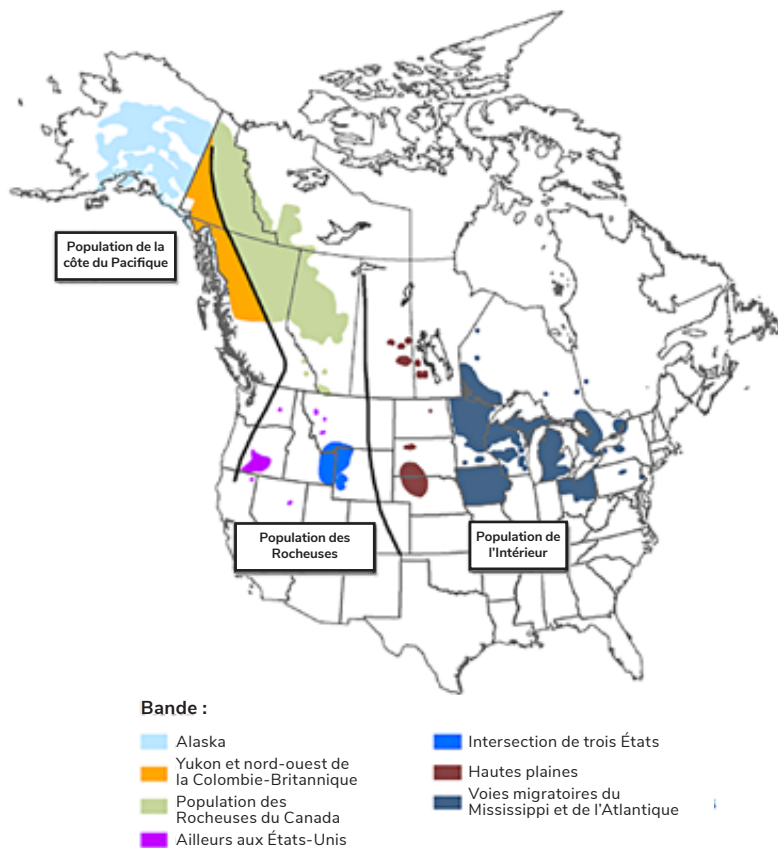 Population de la
côte du Pacifique
Population des
Rocheuses
Population de
l'Intérieur
Bande :
Alaska
Yukon et nord-ouest de
la Colombie-Britannique
Population des
Rocheuses du Canada
Ailleurs aux États-Unis
Intersection de trois États
Hautes plaines
Voies migratoires du
Mississippi et de l'Atlantique